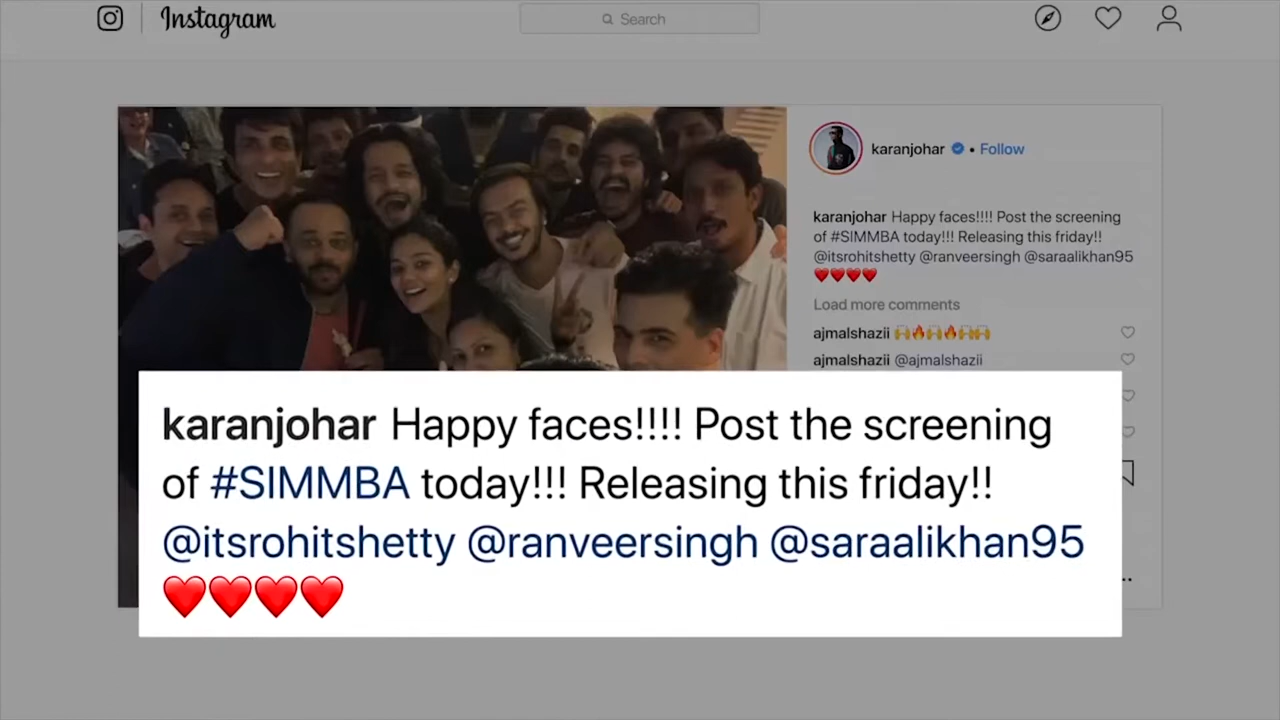 Instagram
Search
karanjohar • Follow
karanjohar Happy faces!!!! Post the screening
of #SIMMBA today!!! Releasing this friday!!
@itsrohitshetty @ranveersingh @saraalikhan95
❤️❤️❤️❤️
Load more comments
ajmalshazii 🙌🔥🙌🔥🙌🙌
ajmalshazii @ajmalshazii
karanjohar Happy faces!!!! Post the screening
of #SIMMBA today!!! Releasing this friday!!
@itsrohitshetty @ranveersingh @saraalikhan95
❤️❤️❤️❤️